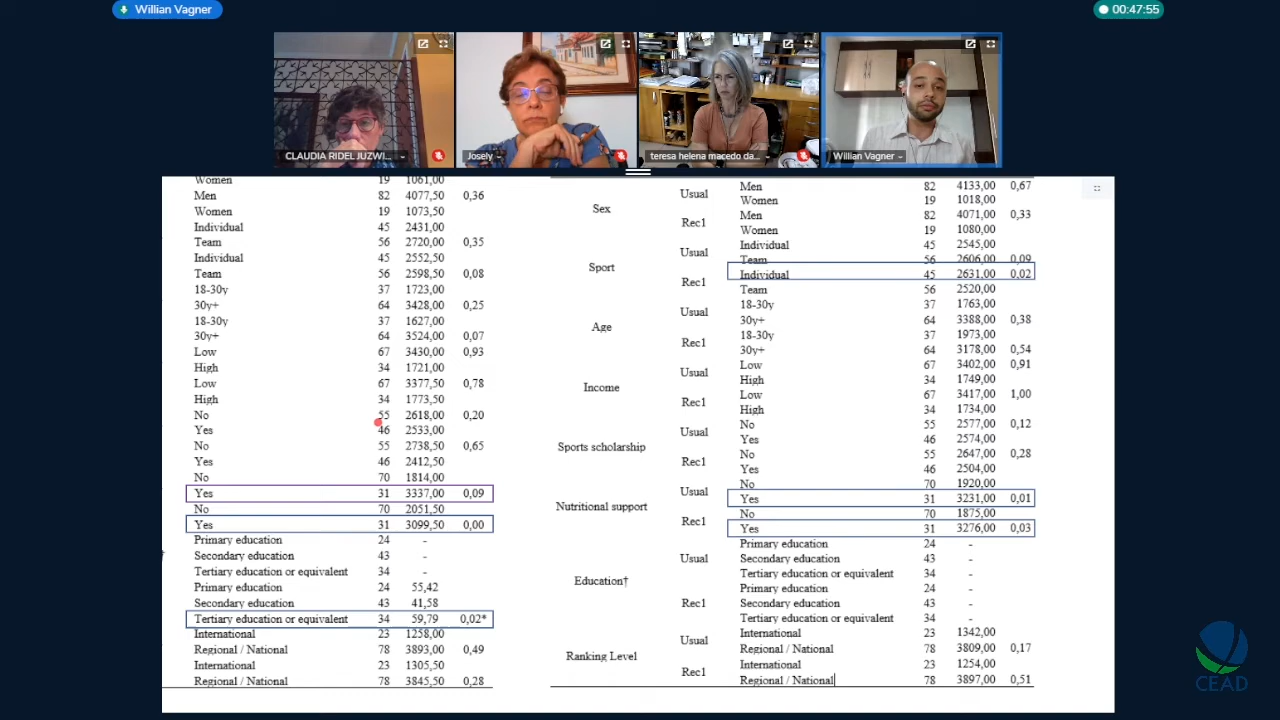 Willian Vagner
00:47:55
CLAUDIA RIDEL JUZWI...
Josely
teresa helena macedo da...
Willian Vagner
Women 19 1061,00
Men 82 4077,50 0,36
Women 19 1073,50
Individual 45 2431,00
Team 56 2720,00 0,35
Individual 45 2552,50
Team 56 2598,50 0,08
18-30y 37 1723,00
30y+ 64 3428,00 0,25
18-30y 37 1627,00
30y+ 64 3524,00 0,07
Low 67 3430,00 0,93
High 34 1721,00
Low 67 3377,50 0,78
High 34 1773,50
No 55 2618,00 0,20
Yes 46 2533,00
No 55 2738,50 0,65
Yes 46 2412,50
No 70 1814,00
Yes 31 3337,00 0,09
No 70 2051,50
Yes 31 3099,50 0,00
Primary education 24 -
Secondary education 43 -
Tertiary education or equivalent 34 -
Primary education 24 55,42
Secondary education 43 41,58
Tertiary education or equivalent 34 59,79 0,02*
International 23 1258,00
Regional / National 78 3893,00 0,49
International 23 1305,50
Regional / National 78 3845,50 0,28
Sex
Usual
Men 82 4133,00 0,67
Women 19 1018,00
Rec1
Men 82 4071,00 0,33
Women 19 1080,00
Sport
Usual
Individual 45 2545,00
Team 56 2606,00 0,09
Rec1
Individual 45 2631,00 0,02
Team 56 2520,00
Age
Usual
18-30y 37 1763,00
30y+ 64 3388,00 0,38
Rec1
18-30y 37 1973,00
30y+ 64 3178,00 0,54
Income
Usual
Low 67 3402,00 0,91
High 34 1749,00
Rec1
Low 67 3417,00 1,00
High 34 1734,00
Sports scholarship
Usual
No 55 2577,00 0,12
Yes 46 2574,00
Rec1
No 55 2647,00 0,28
Yes 46 2504,00
Nutritional support
Usual
No 70 1920,00
Yes 31 3231,00 0,01
Rec1
No 70 1875,00
Yes 31 3276,00 0,03
Education†
Usual
Primary education 24 -
Secondary education 43 -
Tertiary education or equivalent 34 -
Rec1
Primary education 24 -
Secondary education 43 -
Tertiary education or equivalent 34 -
Ranking Level
Usual
International 23 1342,00
Regional / National 78 3809,00 0,17
Rec1
International 23 1254,00
Regional / National 78 3897,00 0,51
CEAD